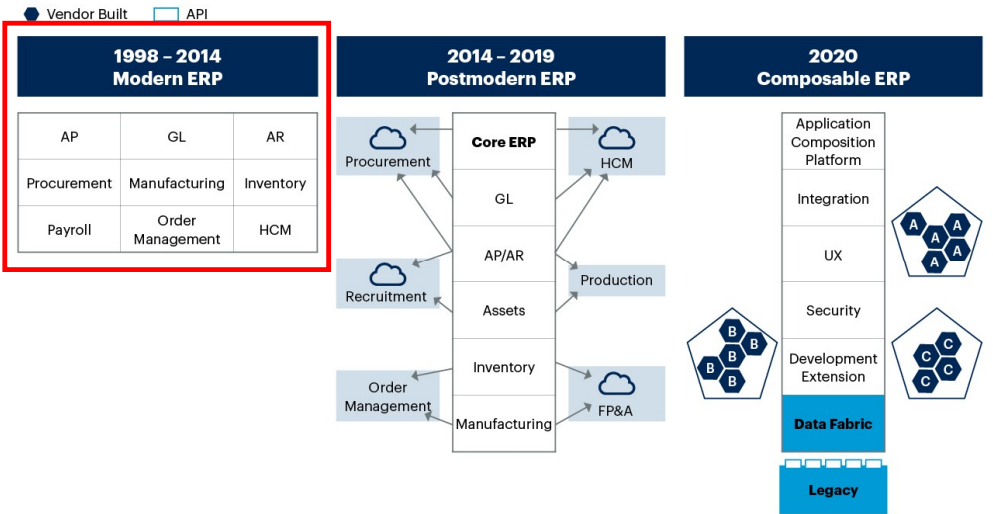 Vendor Built
API
1998 – 2014
Modern ERP
AP
GL
AR
Procurement
Manufacturing
Inventory
Payroll
Order
Management
HCM
2014 – 2019
Postmodern ERP
Procurement
Recruitment
Order
Management
Core ERP
GL
AP/AR
Assets
Inventory
Manufacturing
HCM
Production
FP&A
2020
Composable ERP
Application
Composition
Platform
Integration
UX
Security
Development
Extension
Data Fabric
Legacy
A
A
A
A
A
B
B
B
B
B
C
C
C
C